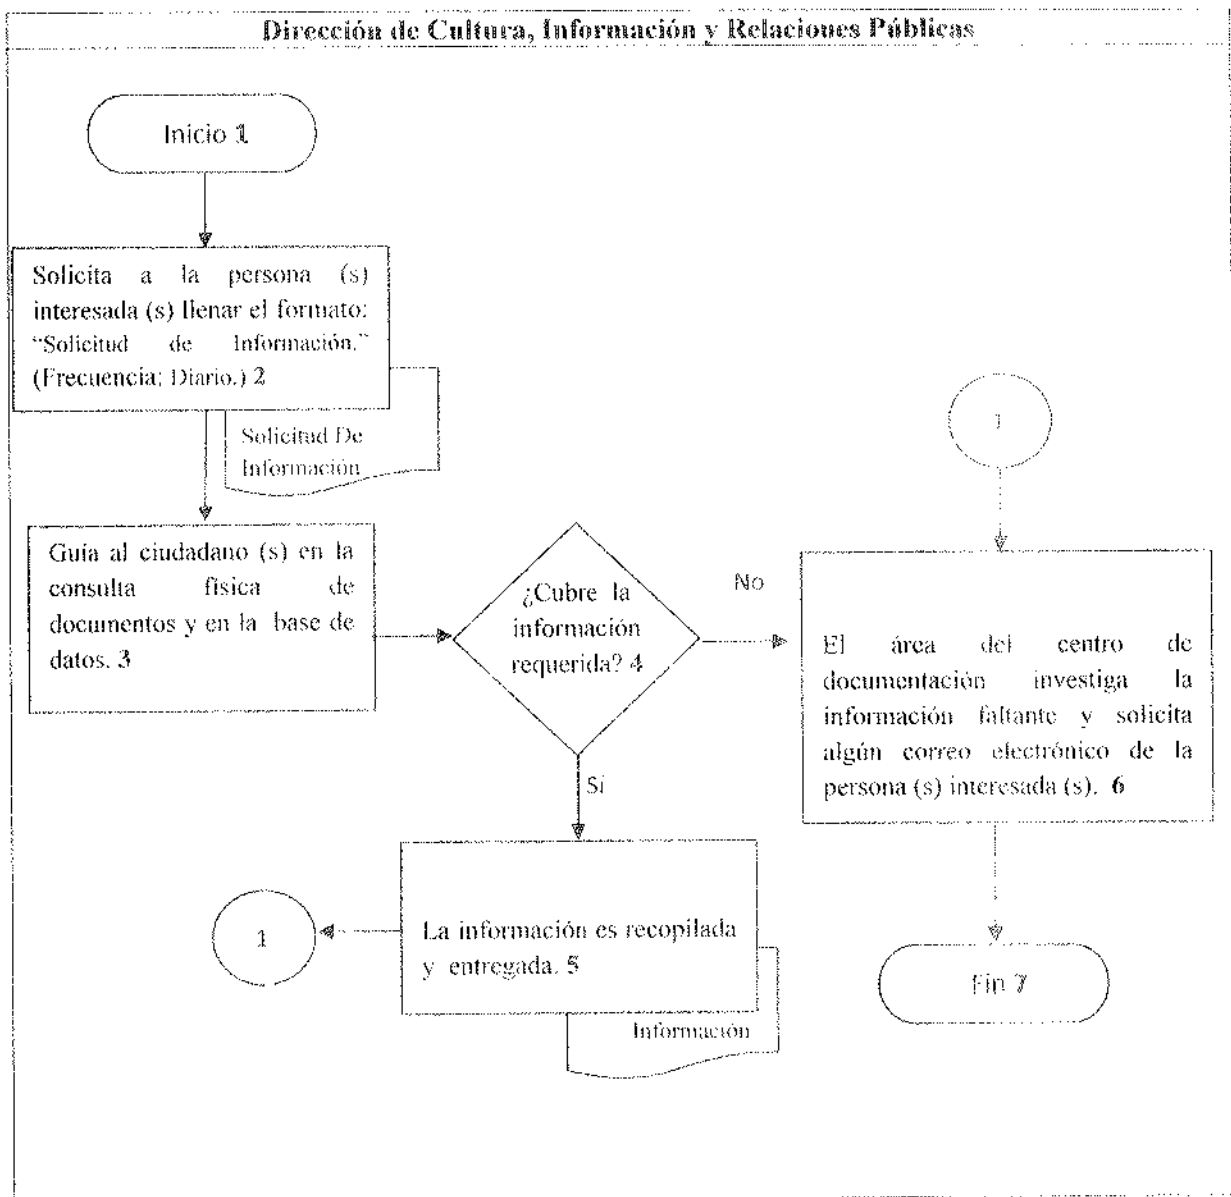 Dirección de Cultura, Información y Relaciones Públicas
Inicio 1
Solicita a la persona (s)
interesada (s) llenar el formato:
“Solicitud de Información.”
(Frecuencia: Diario.) 2
Solicitud De
Información
Guía al ciudadano (s) en la
consulta física de
documentos y en la base de
datos. 3
¿Cubre la
información
requerida? 4
No
Sí
La información es recopilada
y entregada. 5
Información
1
1
El área del centro de
documentación investiga la
información faltante y solicita
algún correo electrónico de la
persona (s) interesada (s). 6
Fin 7